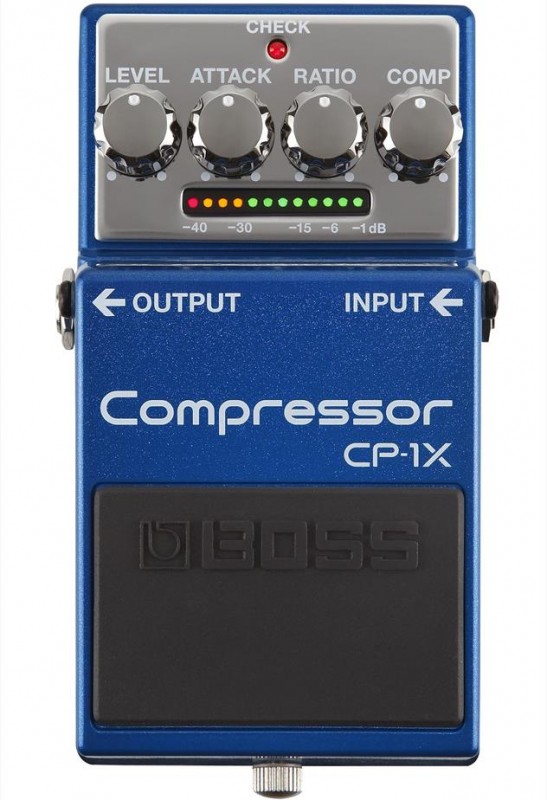 CHECK
LEVEL ATTACK RATIO COMP
-40 -30 -15 -6 -1dB
← OUTPUT INPUT ←
Compressor
CP-1X
BOSS